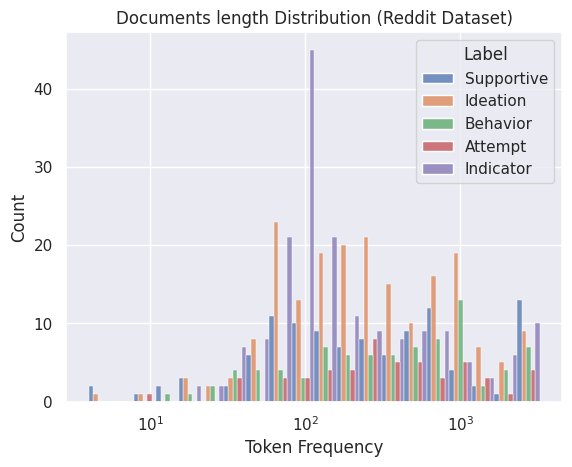 Documents length Distribution (Reddit Dataset)
Label
Supportive
Ideation
Behavior
Attempt
Indicator
Count
40
30
20
10
0
10¹
10²
10³
Token Frequency